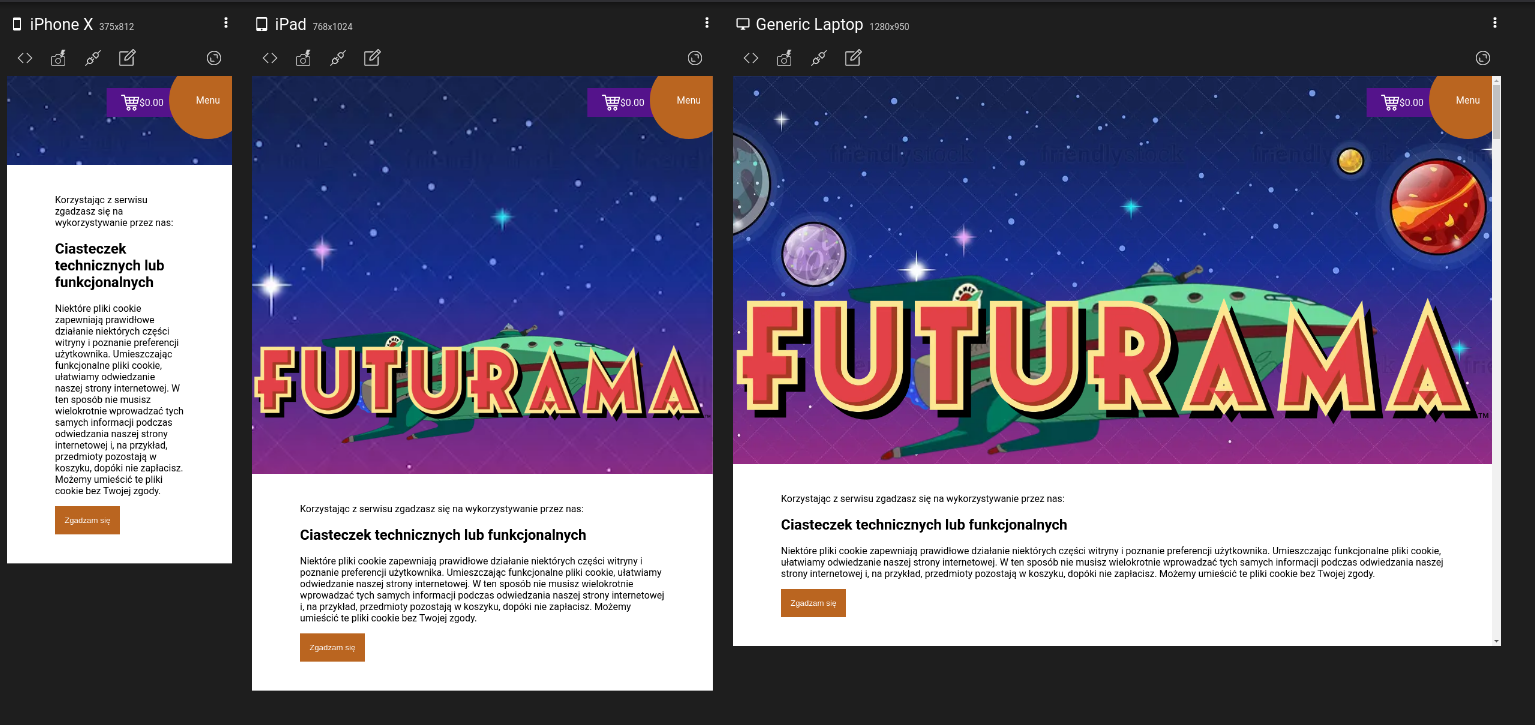 iPhone X 375x812
$0.00
Menu
Korzystając z serwisu
zgadzasz się na
wykorzystywanie przez nas:
Ciasteczek
technicznych lub
funkcjonalnych
Niektóre pliki cookie
zapewniają prawidłowe
działanie niektórych części
witryny i poznanie preferencji
użytkownika. Umieszczając
funkcjonalne pliki cookie,
ułatwiamy odwiedzanie
naszej strony internetowej. W
ten sposób nie musisz
wielokrotnie wprowadzać tych
samych informacji podczas
odwiedzania naszej strony
internetowej i, na przykład,
przedmioty pozostają w
koszyku, dopóki nie zapłacisz.
Możemy umieścić te pliki
cookie bez Twojej zgody.
Zgadzam się
iPad 768x1024
$0.00
Menu
FUTURAMA
Korzystając z serwisu zgadzasz się na wykorzystywanie przez nas:
Ciasteczek technicznych lub funkcjonalnych
Niektóre pliki cookie zapewniają prawidłowe działanie niektórych części witryny i
poznanie preferencji użytkownika. Umieszczając funkcjonalne pliki cookie, ułatwiamy
odwiedzanie naszej strony internetowej. W ten sposób nie musisz wielokrotnie
wprowadzać tych samych informacji podczas odwiedzania naszej strony internetowej
i, na przykład, przedmioty pozostają w koszyku, dopóki nie zapłacisz. Możemy
umieścić te pliki cookie bez Twojej zgody.
Zgadzam się
Generic Laptop 1280x950
$0.00
Menu
FUTURAMA™
Korzystając z serwisu zgadzasz się na wykorzystywanie przez nas:
Ciasteczek technicznych lub funkcjonalnych
Niektóre pliki cookie zapewniają prawidłowe działanie niektórych części witryny i poznanie preferencji użytkownika. Umieszczając funkcjonalne pliki cookie,
ułatwiamy odwiedzanie naszej strony internetowej. W ten sposób nie musisz wielokrotnie wprowadzać tych samych informacji podczas odwiedzania naszej
strony internetowej i, na przykład, przedmioty pozostają w koszyku, dopóki nie zapłacisz. Możemy umieścić te pliki cookie bez Twojej zgody.
Zgadzam się